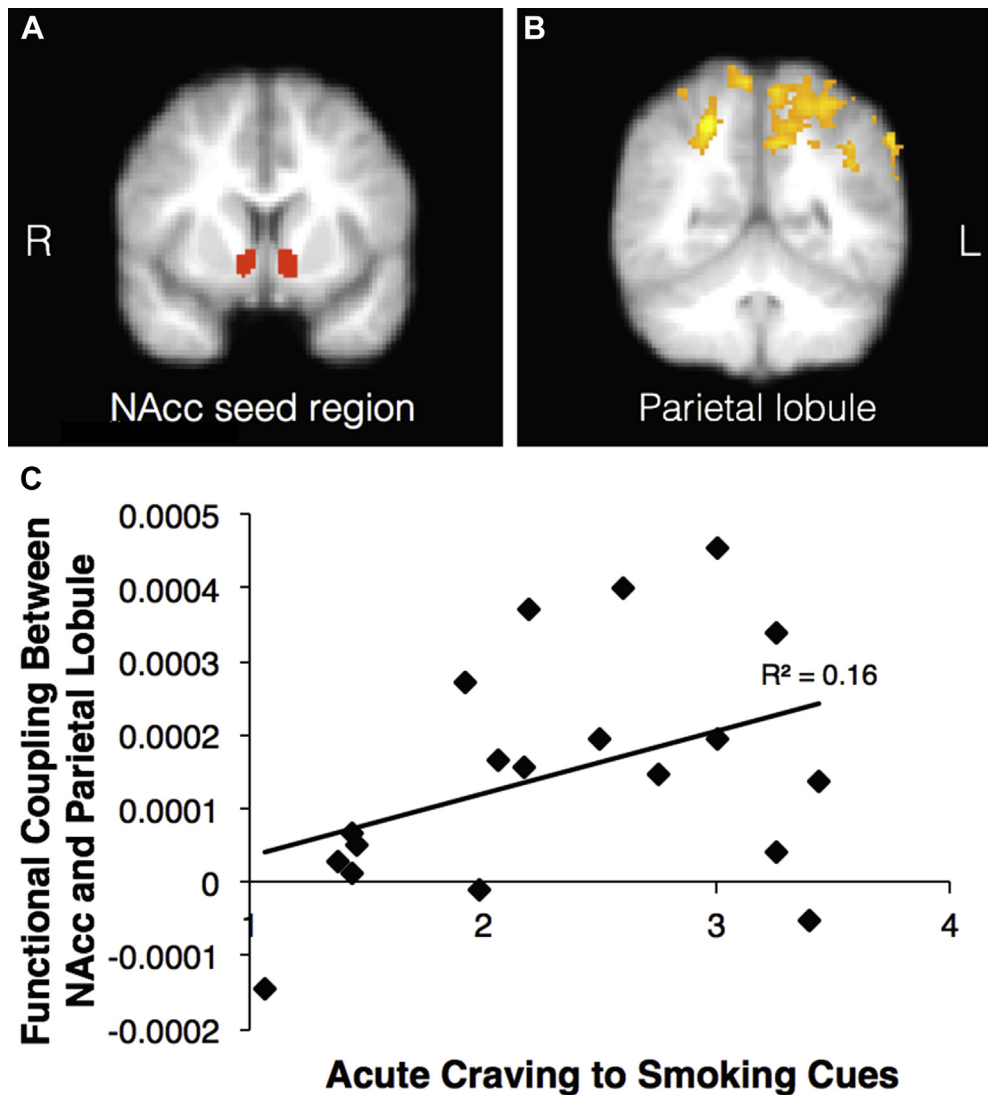 A
B
R
L
NAcc seed region
Parietal lobule
C
Functional Coupling Between
NAcc and Parietal Lobule
0.0005
0.0004
0.0003
0.0002
0.0001
0
-0.0001
-0.0002
R² = 0.16
1
2
3
4
Acute Craving to Smoking Cues